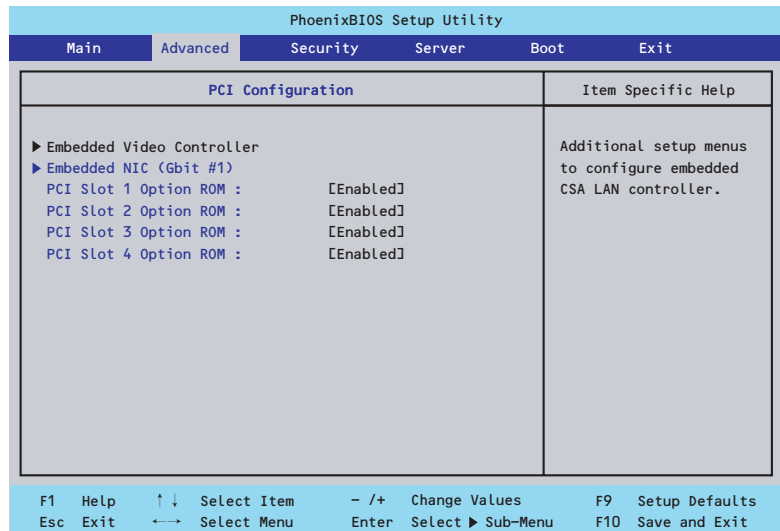 PhoenixBIOS Setup Utility
Main Advanced Security Server Boot Exit
PCI Configuration
Item Specific Help
▶ Embedded Video Controller
▶ Embedded NIC (Gbit #1)
PCI Slot 1 Option ROM : [Enabled]
PCI Slot 2 Option ROM : [Enabled]
PCI Slot 3 Option ROM : [Enabled]
PCI Slot 4 Option ROM : [Enabled]
Additional setup menus
to configure embedded
CSA LAN controller.
F1 Help ↑↓ Select Item – /+ Change Values F9 Setup Defaults
Esc Exit ←→ Select Menu Enter Select ▶ Sub–Menu F10 Save and Exit